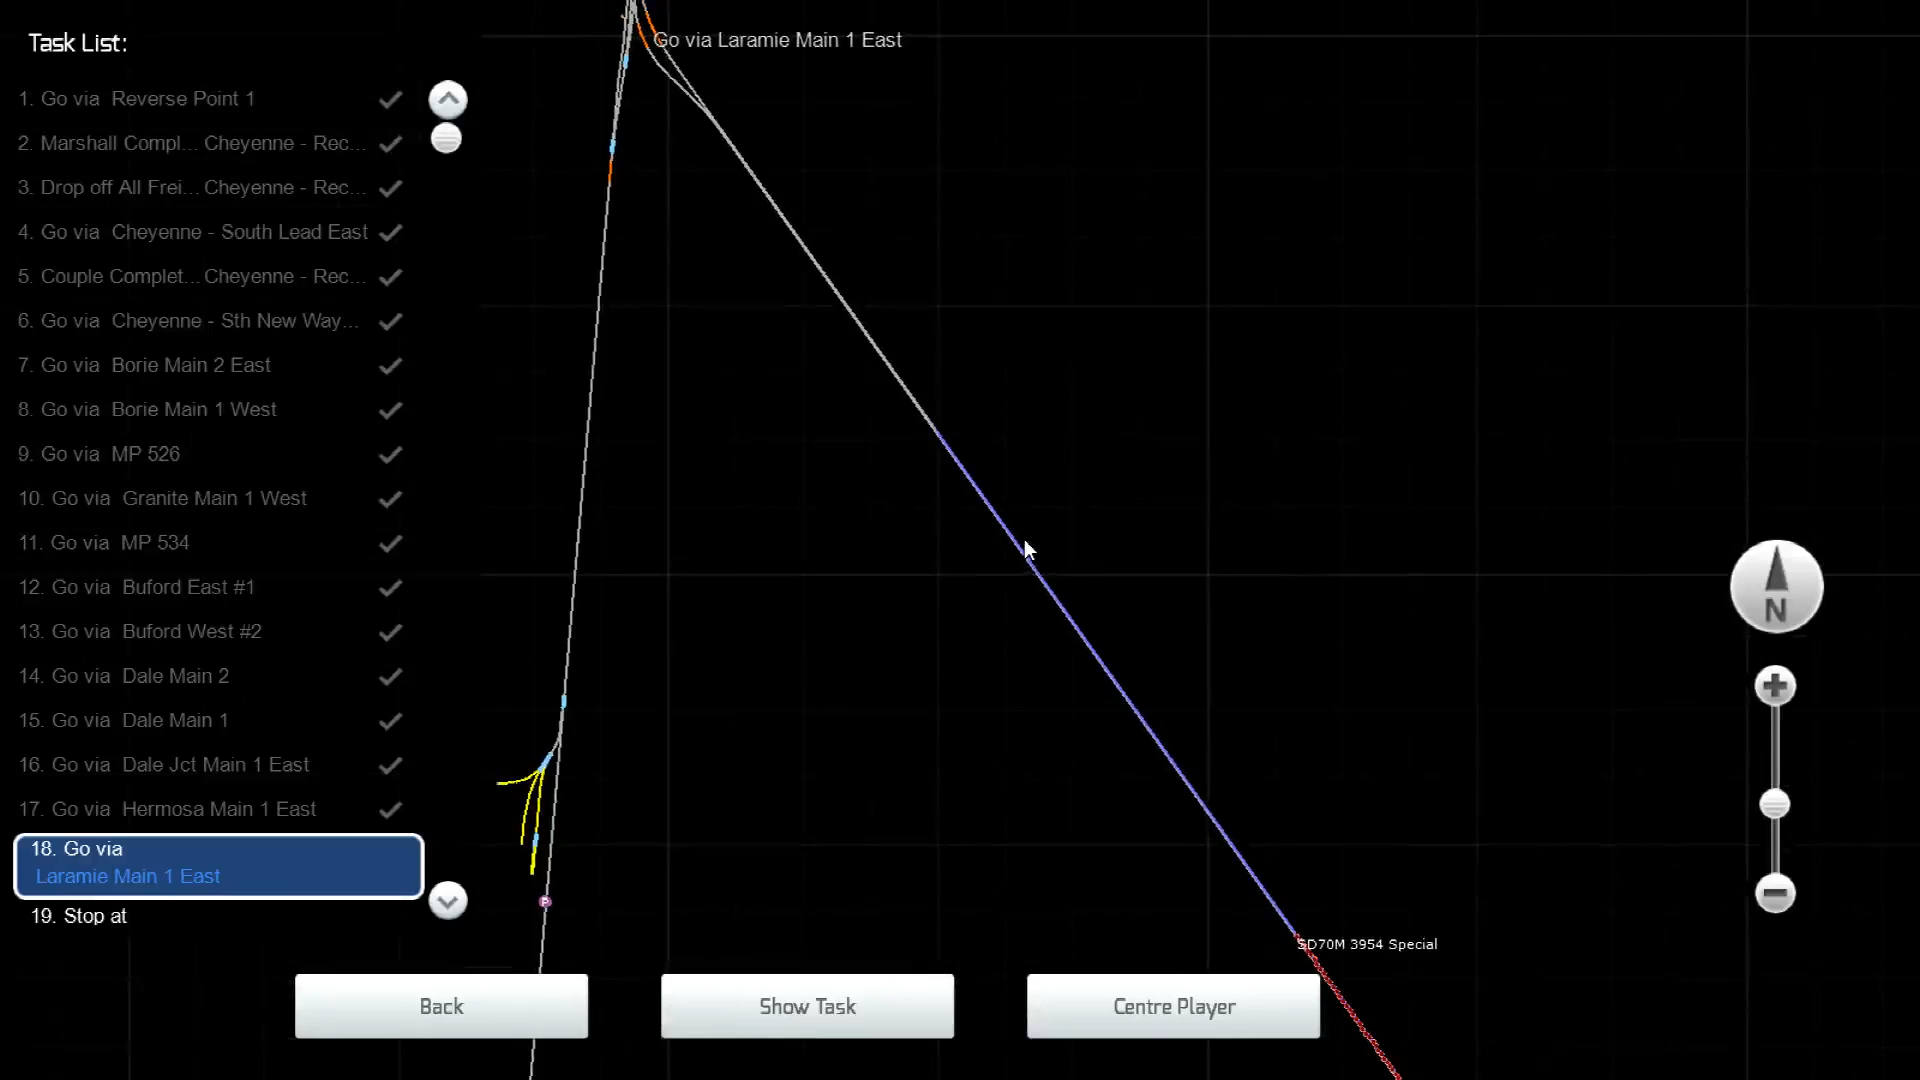 Task List:
Go via Laramie Main 1 East
1. Go via Reverse Point 1
2. Marshall Compl... Cheyenne - Rec...
3. Drop off All Frei... Cheyenne - Rec...
4. Go via Cheyenne - South Lead East
5. Couple Complet... Cheyenne - Rec...
6. Go via Cheyenne - Sth New Way...
7. Go via Borie Main 2 East
8. Go via Borie Main 1 West
9. Go via MP 526
10. Go via Granite Main 1 West
11. Go via MP 534
12. Go via Buford East #1
13. Go via Buford West #2
14. Go via Dale Main 2
15. Go via Dale Main 1
16. Go via Dale Jct Main 1 East
17. Go via Hermosa Main 1 East
18. Go via
Laramie Main 1 East
19. Stop at
N
P
SD70M 3954 Special
Back
Show Task
Centre Player